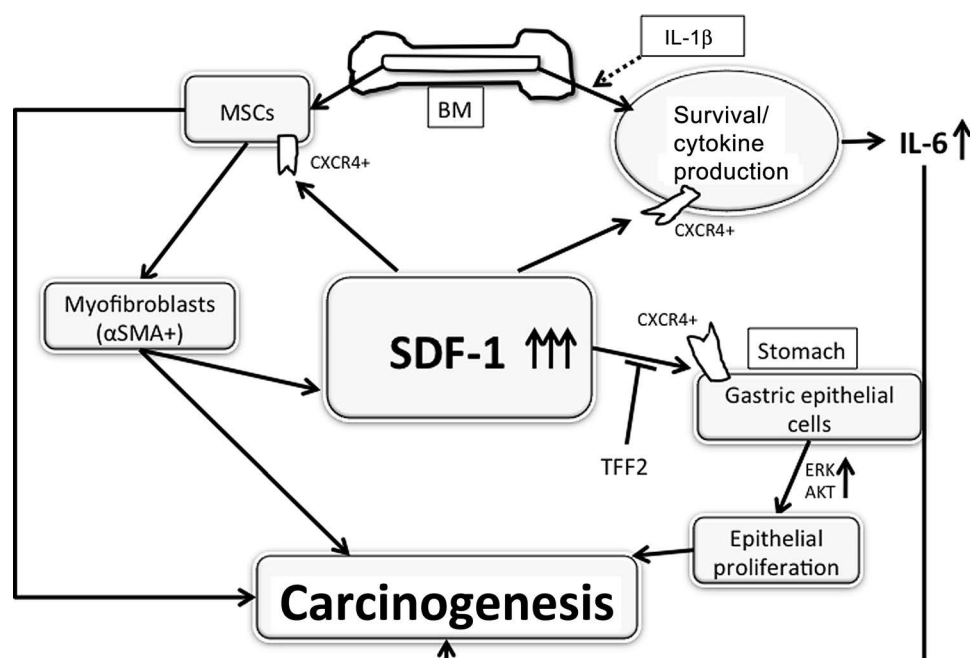 IL-1β
BM
MSCs
CXCR4+
Survival/
cytokine
production
CXCR4+
IL-6
Myofibroblasts
(αSMA+)
SDF-1
CXCR4+
Stomach
Gastric epithelial
cells
TFF2
ERK
AKT
Epithelial
proliferation
Carcinogenesis